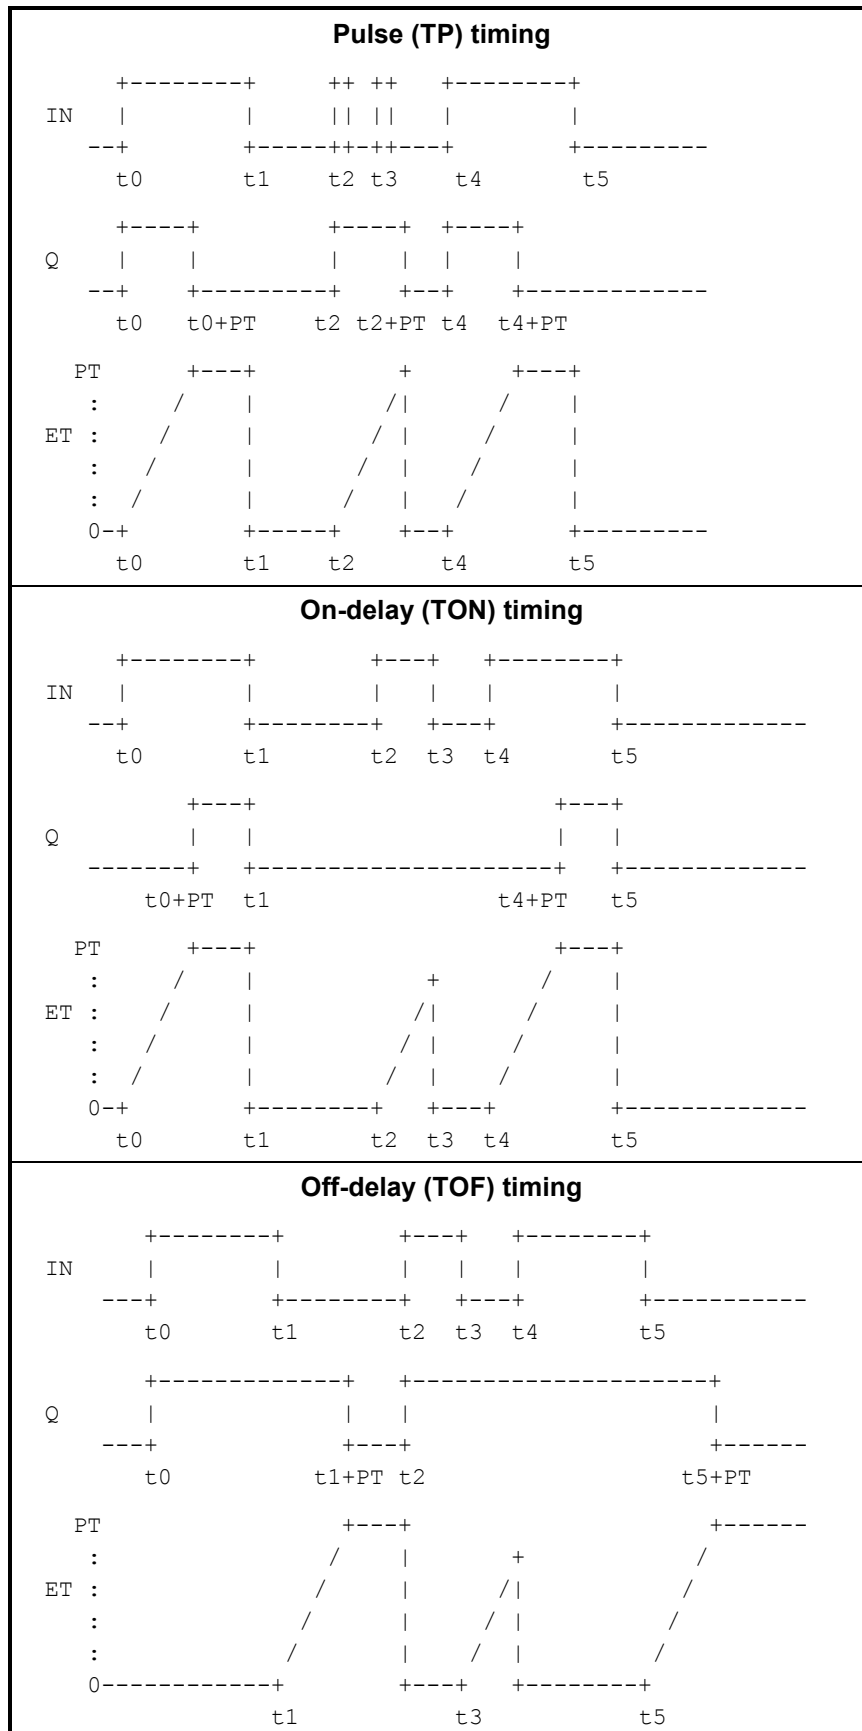 Pulse (TP) timing
+--------+ ++ ++ +--------+
IN | | || || | |
--+ +-----++-++---+ +---------
t0 t1 t2 t3 t4 t5
+----+ +----+ +----+
Q | | | | | |
--+ +---------+ +--+ +-------------
t0 t0+PT t2 t2+PT t4 t4+PT
PT +---+ + +---+
: / | /| / |
ET : / | / | / |
: / | / | / |
: / | / | / |
0-+ +-----+ +--+ +---------
t0 t1 t2 t4 t5
On-delay (TON) timing
+--------+ +---+ +--------+
IN | | | | | |
--+ +--------+ +---+ +-------------
t0 t1 t2 t3 t4 t5
+---+ +---+
Q | | | |
-------+ +---------------------+ +-------------
t0+PT t1 t4+PT t5
PT +---+ +---+
: / | + / |
ET : / | /| / |
: / | / | / |
: / | / | / |
0-+ +--------+ +---+ +-------------
t0 t1 t2 t3 t4 t5
Off-delay (TOF) timing
+--------+ +---+ +--------+
IN | | | | | |
---+ +--------+ +---+ +-----------
t0 t1 t2 t3 t4 t5
+-------------+ +---------------------+
Q | | | |
---+ +---+ +------
t0 t1+PT t2 t5+PT
PT +---+ +------
: / | + /
ET : / | /| /
: / | / | /
: / | / | /
0------------+ +---+ +--------+
t1 t3 t5